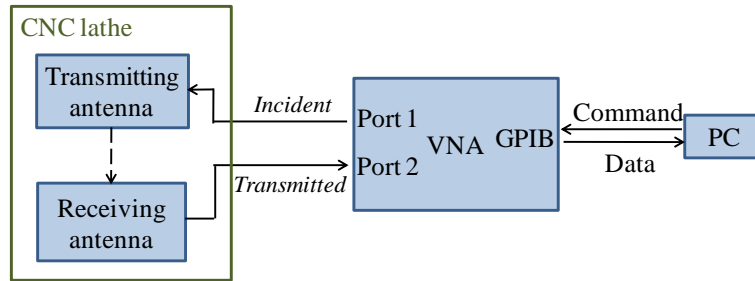 CNC lathe
Transmitting
antenna
Receiving
antenna
Incident
Transmitted
Port 1
VNA
GPIB
Port 2
Command
Data
PC